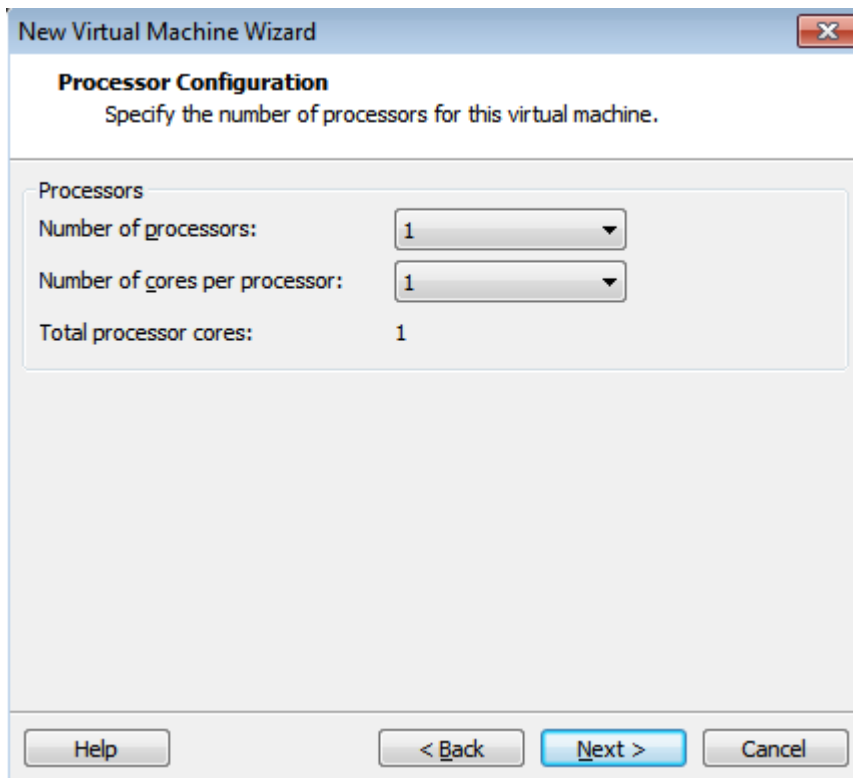 New Virtual Machine Wizard
Processor Configuration
Specify the number of processors for this virtual machine.
Processors
Number of processors: 1
Number of cores per processor: 1
Total processor cores: 1
Help < Back Next > Cancel